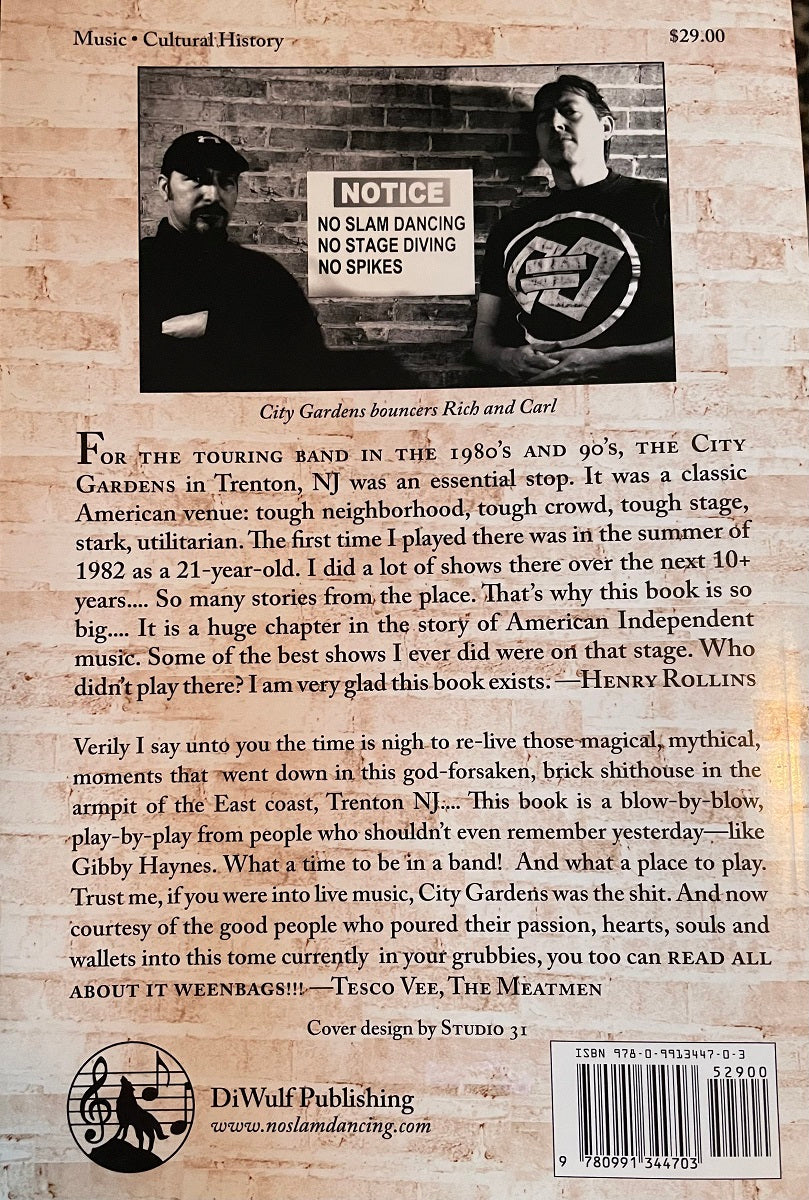 Music • Cultural History
$29.00
NOTICE
NO SLAM DANCING
NO STAGE DIVING
NO SPIKES
City Gardens bouncers Rich and Carl
FOR THE TOURING BAND IN THE 1980'S AND 90'S, THE CITY
GARDENS in Trenton, NJ was an essential stop. It was a classic
American venue: tough neighborhood, tough crowd, tough stage,
stark, utilitarian. The first time I played there was in the summer of
1982 as a 21-year-old. I did a lot of shows there over the next 10+
years.... So many stories from the place. That's why this book is so
big.... It is a huge chapter in the story of American Independent
music. Some of the best shows I ever did were on that stage. Who
didn't play there? I am very glad this book exists. —HENRY ROLLINS
Verily I say unto you the time is nigh to re-live those magical, mythical,
moments that went down in this god-forsaken, brick shithouse in the
armpit of the East coast, Trenton NJ.... This book is a blow-by-blow,
play-by-play from people who shouldn't even remember yesterday—like
Gibby Haynes. What a time to be in a band! And what a place to play.
Trust me, if you were into live music, City Gardens was the shit. And now
courtesy of the good people who poured their passion, hearts, souls and
wallets into this tome currently in your grubbies, you too can READ ALL
ABOUT IT WEENBAGS!!! —TESCO VEE, THE MEATMEN
Cover design by STUDIO 31
DiWulf Publishing
www.noslamdancing.com
ISBN 978-0-9913447-0-3
52900
9 780991 344703